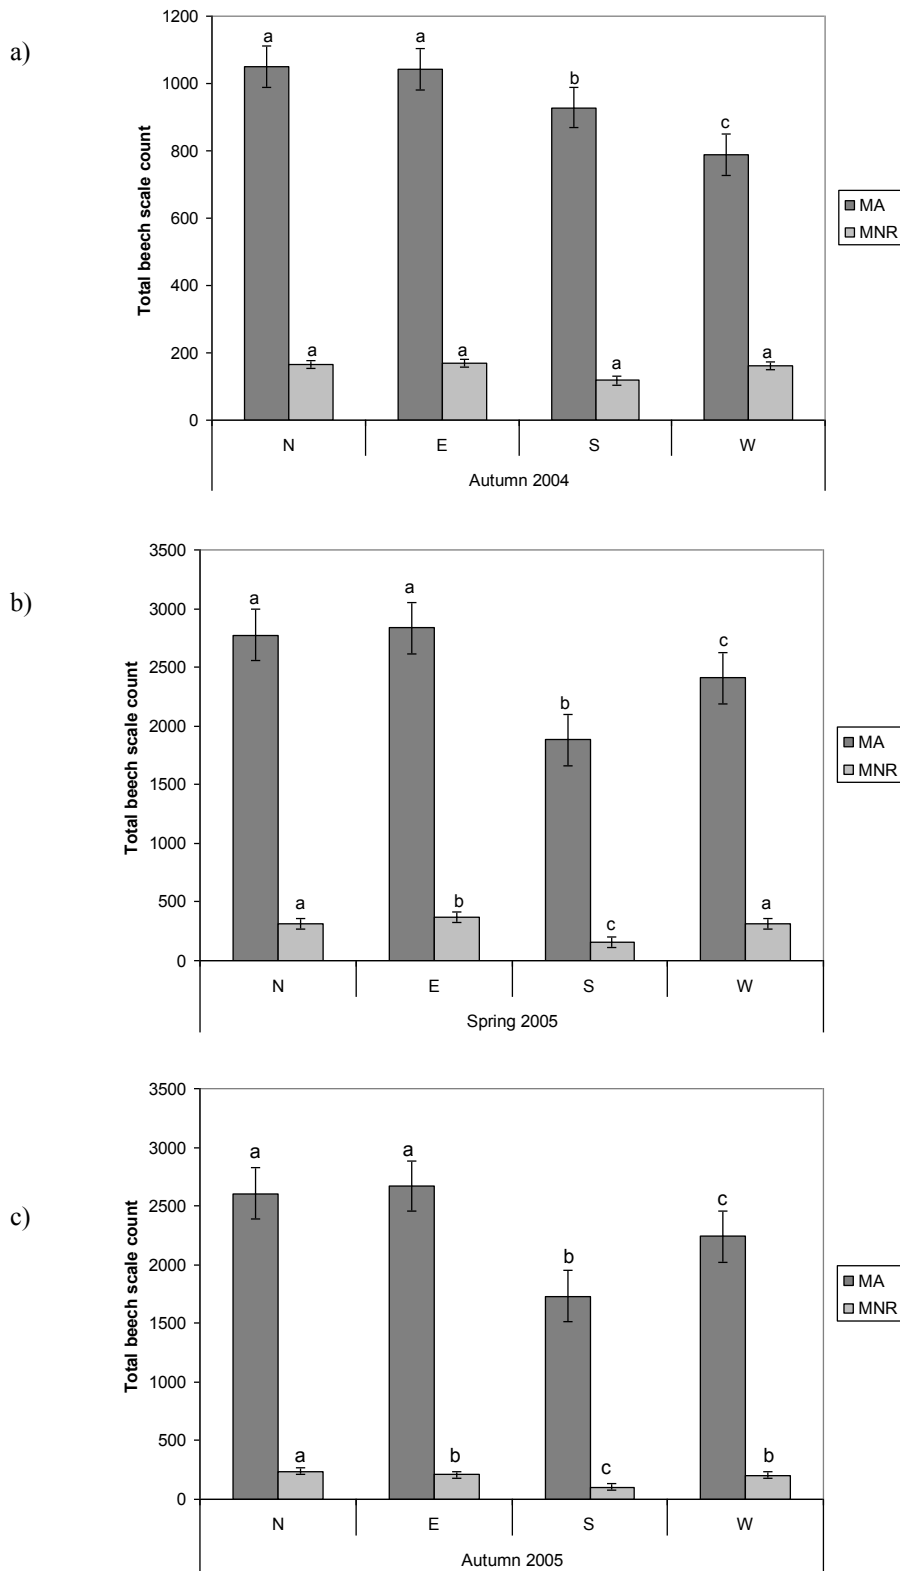 a)
Total beech scale count
1200
1000
800
600
400
200
0
a
a
b
c
a
a
a
a
N
E
S
W
Autumn 2004
MA
MNR
b)
Total beech scale count
3500
3000
2500
2000
1500
1000
500
0
a
a
b
c
a
b
c
a
N
E
S
W
Spring 2005
MA
MNR
c)
Total beech scale count
3500
3000
2500
2000
1500
1000
500
0
a
a
b
c
a
b
c
b
N
E
S
W
Autumn 2005
MA
MNR